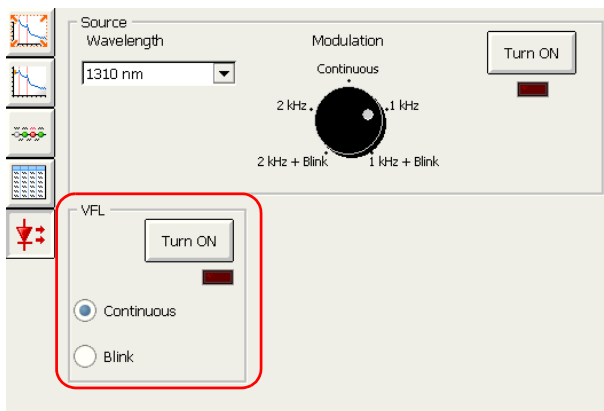 Source
Wavelength
Modulation
Turn ON
1310 nm
Continuous
2 kHz
1 kHz
2 kHz + Blink
1 kHz + Blink
VFL
Turn ON
Continuous
Blink